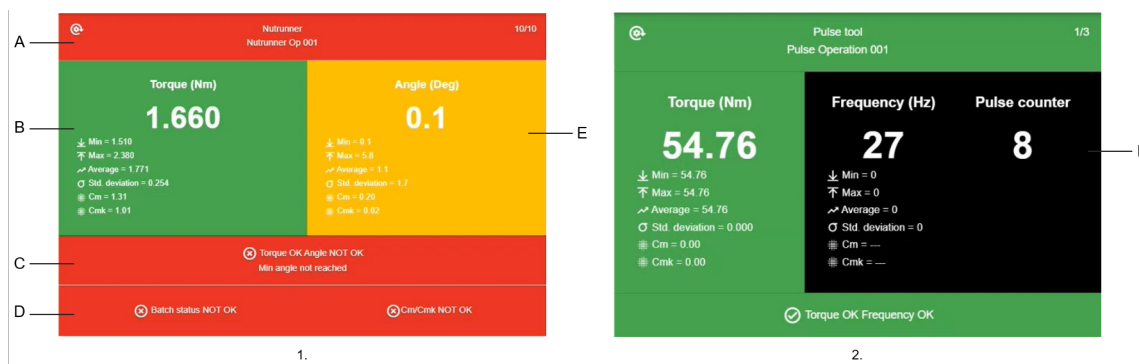 Nutrunner
10/10
Nutrunner Op 001
A
Torque (Nm)
1.660
Min = 1.510
Max = 2.380
Average = 1.771
Std. deviation = 0.254
Cm = 1.31
Cmk = 1.01
B
Angle (Deg)
0.1
Min = 0.1
Max = 5.8
Average = 1.1
Std. deviation = 1.7
Cm = 0.20
Cmk = 0.02
E
Torque OK Angle NOT OK
Min angle not reached
C
Batch status NOT OK
Cm/Cmk NOT OK
D
1.
Pulse tool
1/3
Pulse Operation 001
Torque (Nm)
54.76
Min = 54.76
Max = 54.76
Average = 54.76
Std. deviation = 0.000
Cm = 0.00
Cmk = 0.00
Frequency (Hz)
27
Min = 0
Max = 0
Average = 0
Std. deviation = 0
Cm = ---
Cmk = ---
Pulse counter
8
Torque OK Frequency OK
2.